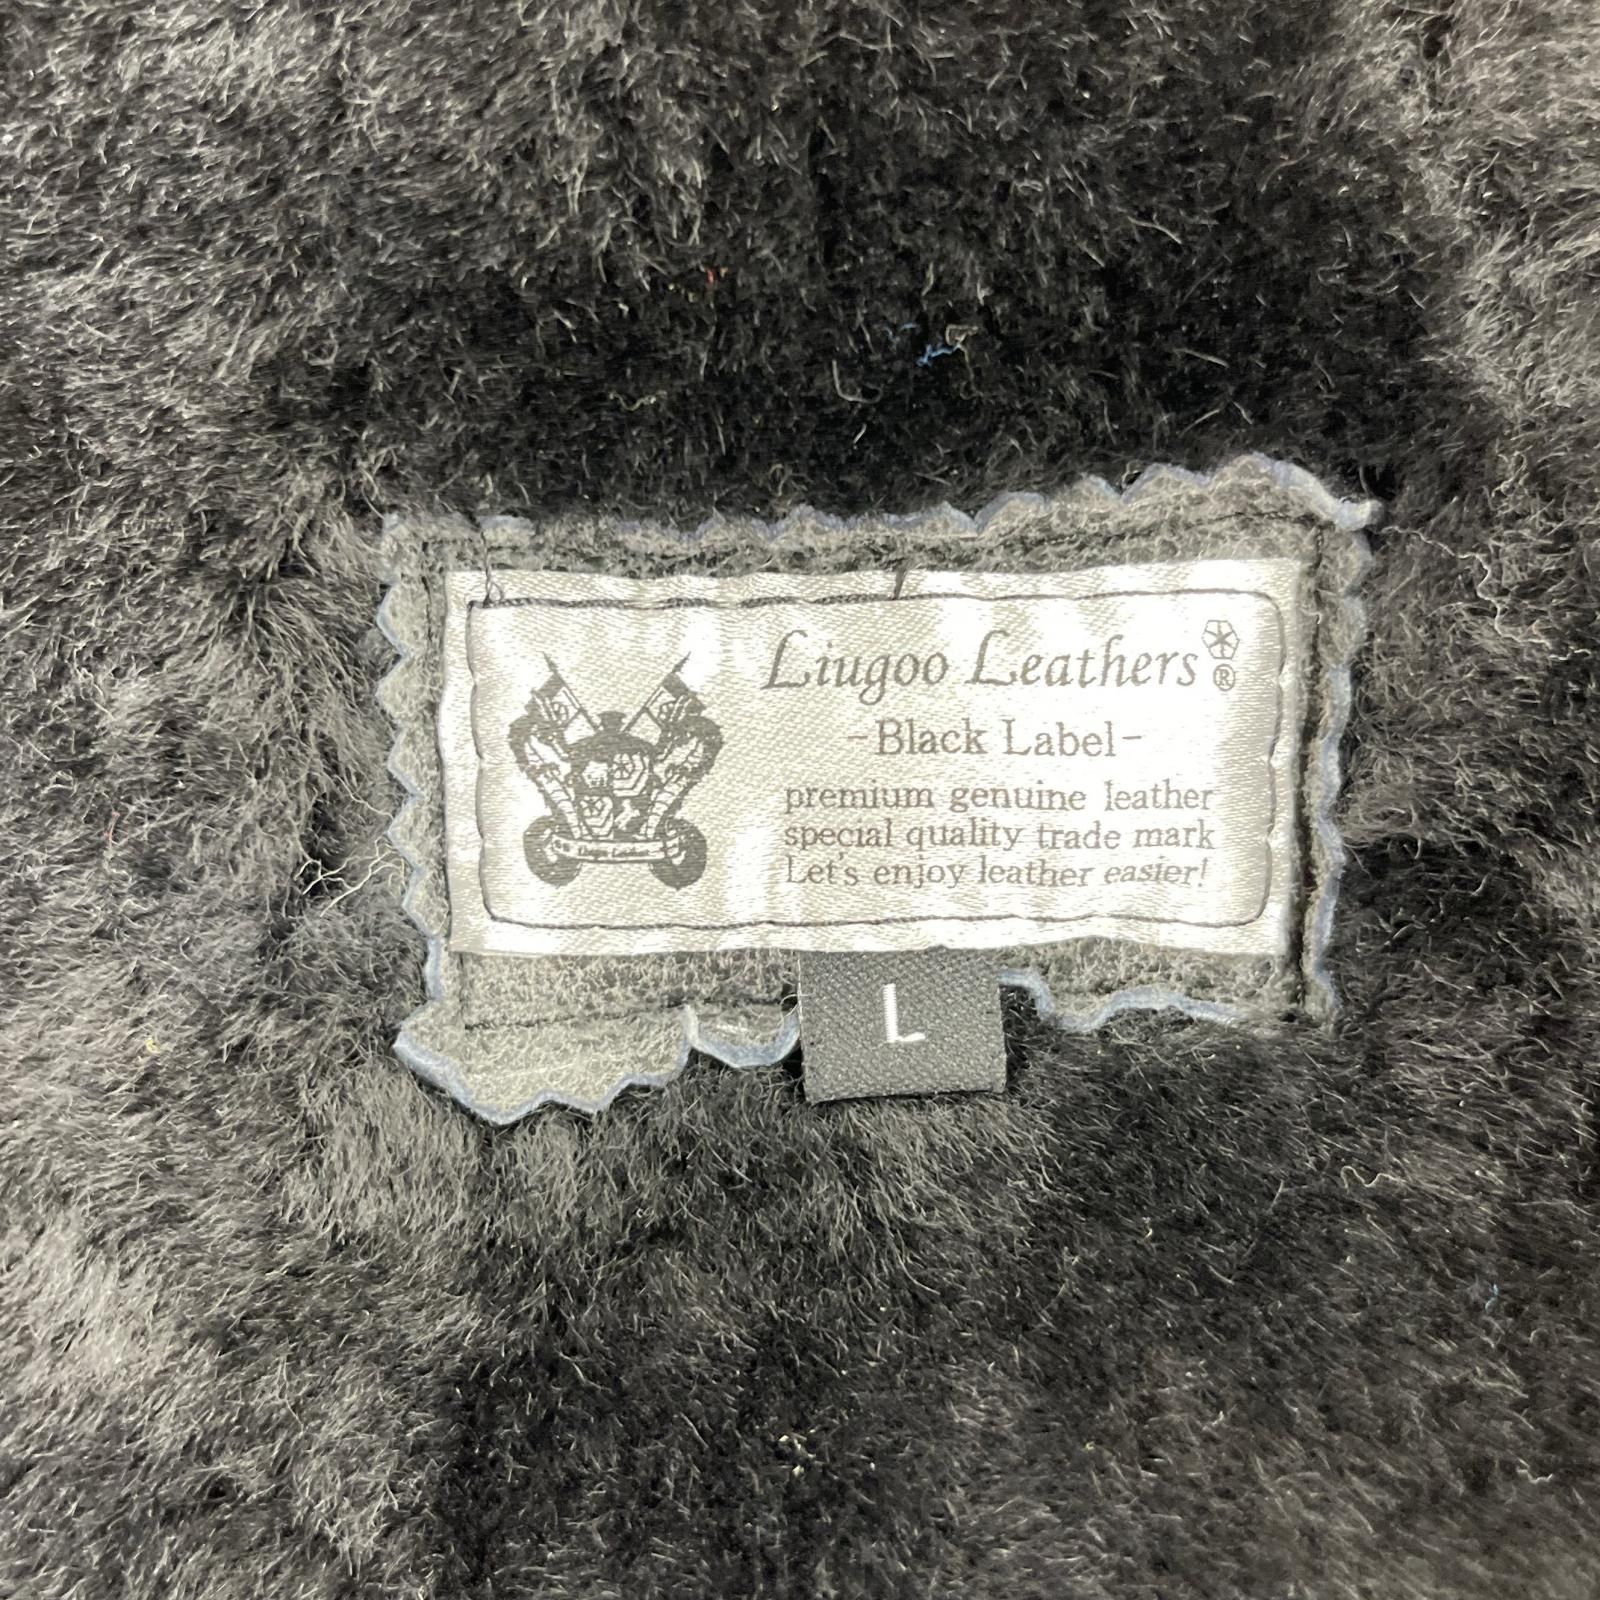 Liugoo Leathers®
-Black Label-
premium genuine leather
special quality trade mark
Let's enjoy leather easier!
L